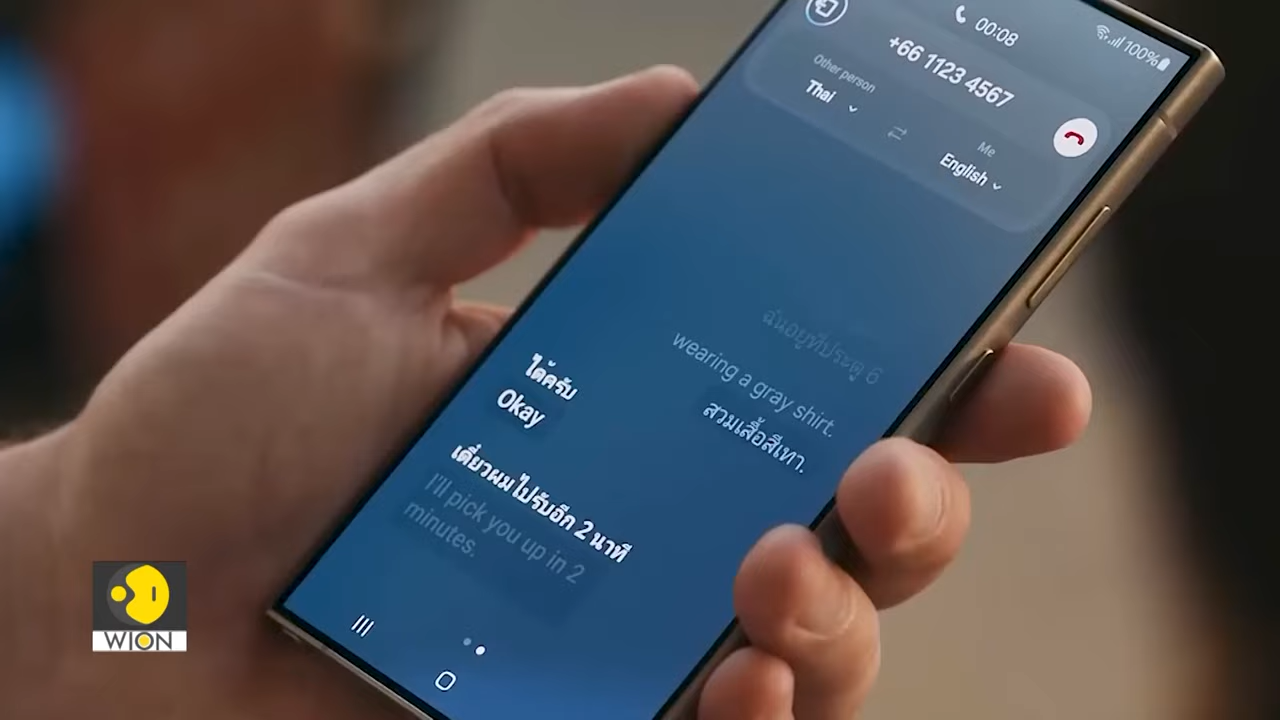 00:08
100%
+66 1123 4567
Other person
Thai
Me
English
ฉันอยู่ที่ประตู 6
wearing a gray shirt.
สวมเสื้อสีเทา.
ได้ครับ
Okay
เดี๋ยวผมไปรับอีก 2 นาที
I'll pick you up in 2
minutes.
WION